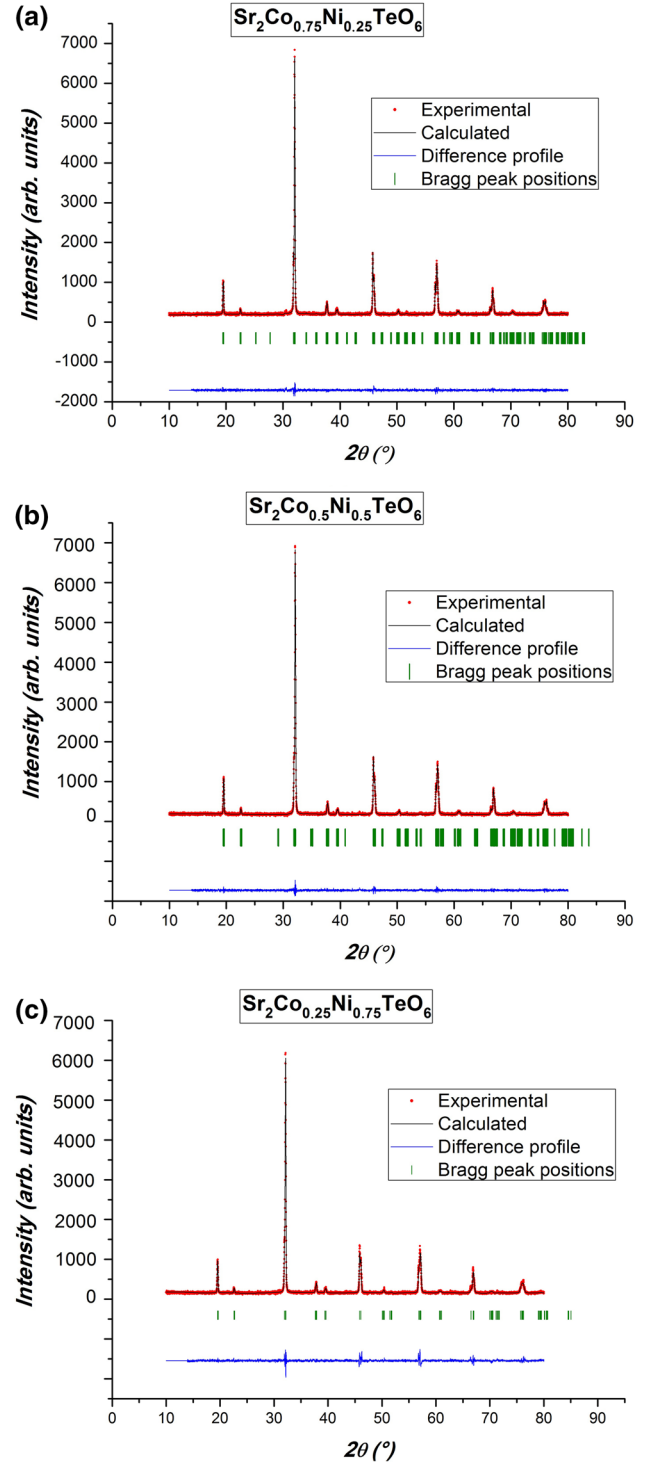 (a)
Sr₂Co₀.₇₅Ni₀.₂₅TeO₆
Intensity (arb. units)
7000
6000
5000
4000
3000
2000
1000
0
-1000
-2000
Experimental
Calculated
Difference profile
Bragg peak positions
0 10 20 30 40 50 60 70 80 90
2θ (°)
(b)
Sr₂Co₀.₅Ni₀.₅TeO₆
Intensity (arb. units)
7000
6000
5000
4000
3000
2000
1000
0
Experimental
Calculated
Difference profile
Bragg peak positions
0 10 20 30 40 50 60 70 80 90
2θ (°)
(c)
Sr₂Co₀.₂₅Ni₀.₇₅TeO₆
Intensity (arb. units)
7000
6000
5000
4000
3000
2000
1000
0
Experimental
Calculated
Difference profile
Bragg peak positions
0 10 20 30 40 50 60 70 80 90
2θ (°)